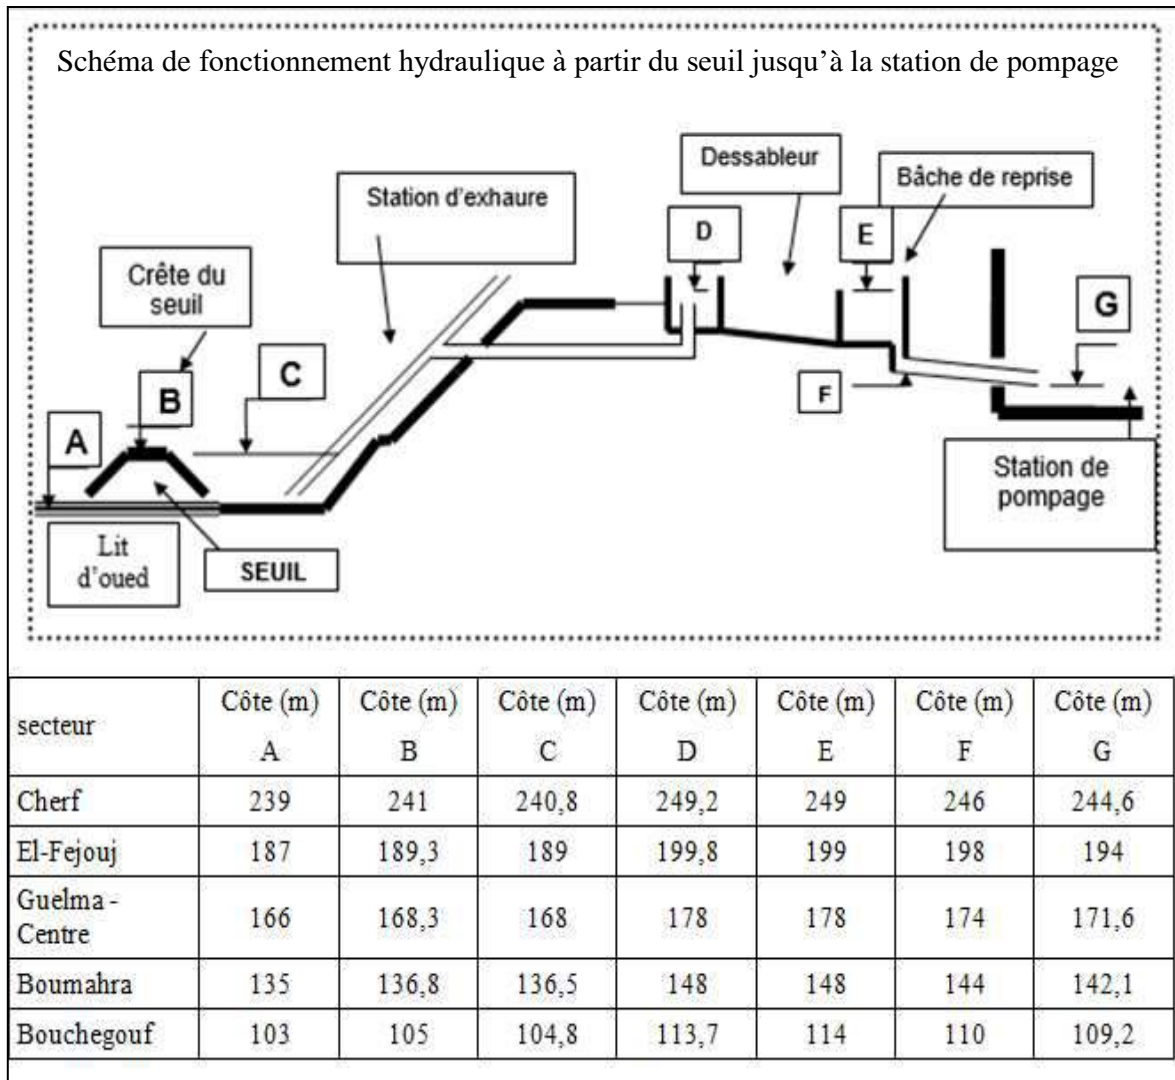 Schéma de fonctionnement hydraulique à partir du seuil jusqu'à la station de pompage
Dessableur
Bâche de reprise
Station d'exhaure
D
E
Crête du
seuil
G
C
B
F
A
Station de
pompage
Lit
d'oued
SEUIL
secteur Côte (m) Côte (m) Côte (m) Côte (m) Côte (m) Côte (m) Côte (m)
A B C D E F G
Cherf 239 241 240,8 249,2 249 246 244,6
El-Fejouj 187 189,3 189 199,8 199 198 194
Guelma -
Centre 166 168,3 168 178 178 174 171,6
Boumahra 135 136,8 136,5 148 148 144 142,1
Bouchegouf 103 105 104,8 113,7 114 110 109,2